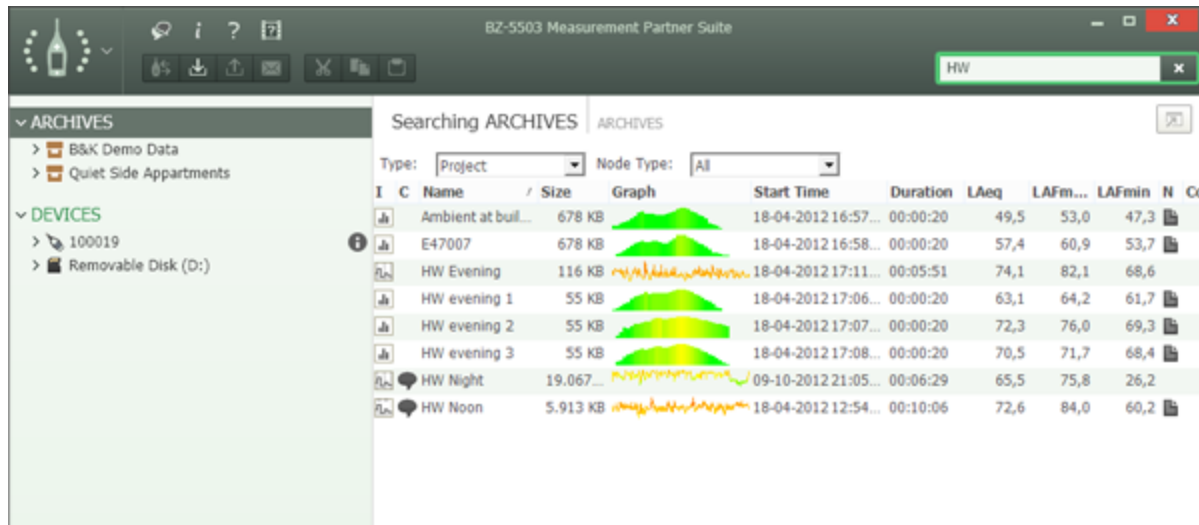 BZ-5503 Measurement Partner Suite
HW
ARCHIVES
B&K Demo Data
Quiet Side Appartments
DEVICES
100019
Removable Disk (D:)
Searching ARCHIVES ARCHIVES
Type: Project Node Type: All
I C Name / Size Graph Start Time Duration LAeq LAFm... LAFmin N Co
Ambient at buil... 678 KB 18-04-2012 16:57... 00:00:20 49,5 53,0 47,3
E47007 678 KB 18-04-2012 16:58... 00:00:20 57,4 60,9 53,7
HW Evening 116 KB 18-04-2012 17:11... 00:05:51 74,1 82,1 68,6
HW evening 1 55 KB 18-04-2012 17:06... 00:00:20 63,1 64,2 61,7
HW evening 2 55 KB 18-04-2012 17:07... 00:00:20 72,3 76,0 69,3
HW evening 3 55 KB 18-04-2012 17:08... 00:00:20 70,5 71,7 68,4
HW Night 19.067... 09-10-2012 21:05... 00:06:29 65,5 75,8 26,2
HW Noon 5.913 KB 18-04-2012 12:54... 00:10:06 72,6 84,0 60,2